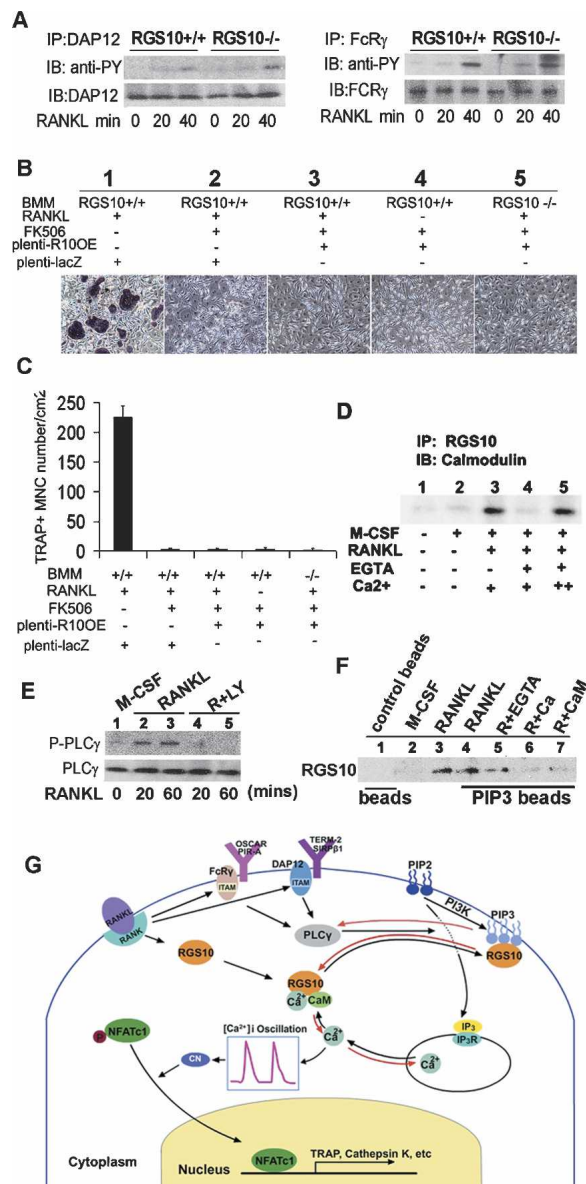 A
IP:DAP12 RGS10+/+ RGS10-/-
IB: anti-PY
IB:DAP12
RANKL min 0 20 40 0 20 40
IP: FcRγ RGS10+/+ RGS10-/-
IB: anti-PY
IB:FCRγ
RANKL min 0 20 40 0 20 40
B
1 2 3 4 5
BMM RGS10+/+ RGS10+/+ RGS10+/+ RGS10+/+ RGS10 -/-
RANKL + + + - +
FK506 - + + + +
plenti-R10OE - - + + +
plenti-lacZ + + - - -
C
TRAP+ MNC number/cm2
250
200
150
100
50
0
BMM +/+ +/+ +/+ +/+ -/-
RANKL + + + - +
FK506 - + + + +
plenti-R10OE - - + + +
plenti-lacZ + + - - -
D
IP: RGS10
IB: Calmodulin
1 2 3 4 5
M-CSF - + + + +
RANKL - - + + +
EGTA - - - + +
Ca2+ - - + + ++
E
M-CSF RANKL R+LY
1 2 3 4 5
P-PLCγ
PLCγ
RANKL 0 20 60 20 60 (mins)
F
control beads M-CSF RANKL RANKL R+EGTA R+Ca R+CaM
1 2 3 4 5 6 7
RGS10
beads PIP3 beads
G
OSCAR
PIR-A
TERM-2
SIRPβ1
FcRγ
DAP12
ITAM
ITAM
PIP2
PI3K
PIP3
RANKL
RANK
PLCγ
RGS10
RGS10
RGS10
Ca2+ CaM
IP3
IP3R
P NFATc1
[Ca2+]i Oscillation
Ca2+
Ca2+
CN
TRAP, Cathepsin K, etc
NFATc1
Cytoplasm
Nucleus